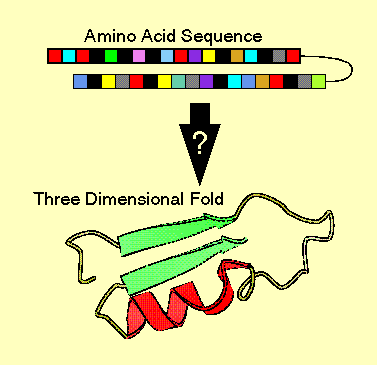 Amino Acid Sequence
?
Three Dimensional Fold